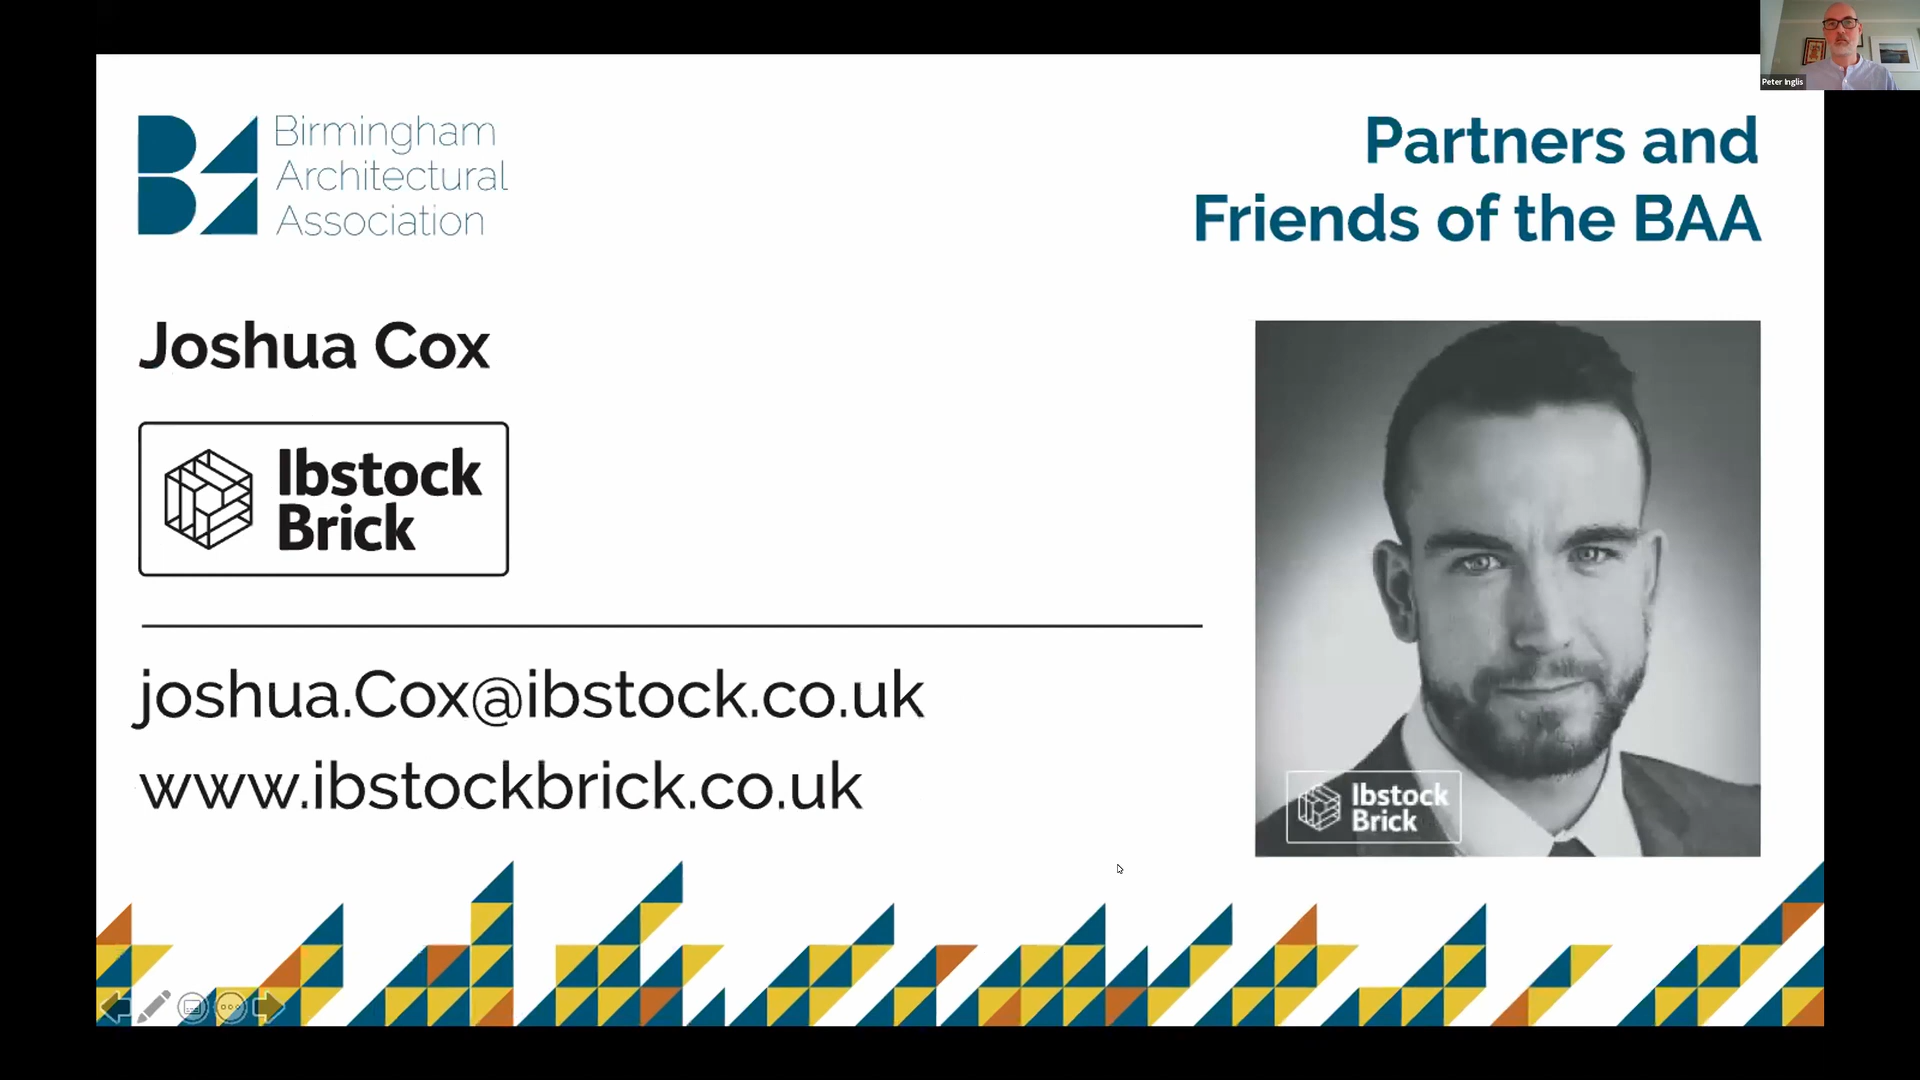 Peter Inglis
Birmingham
Architectural
Association
Partners and
Friends of the BAA
Joshua Cox
Ibstock
Brick
joshua.Cox@ibstock.co.uk
www.ibstockbrick.co.uk
Ibstock
Brick